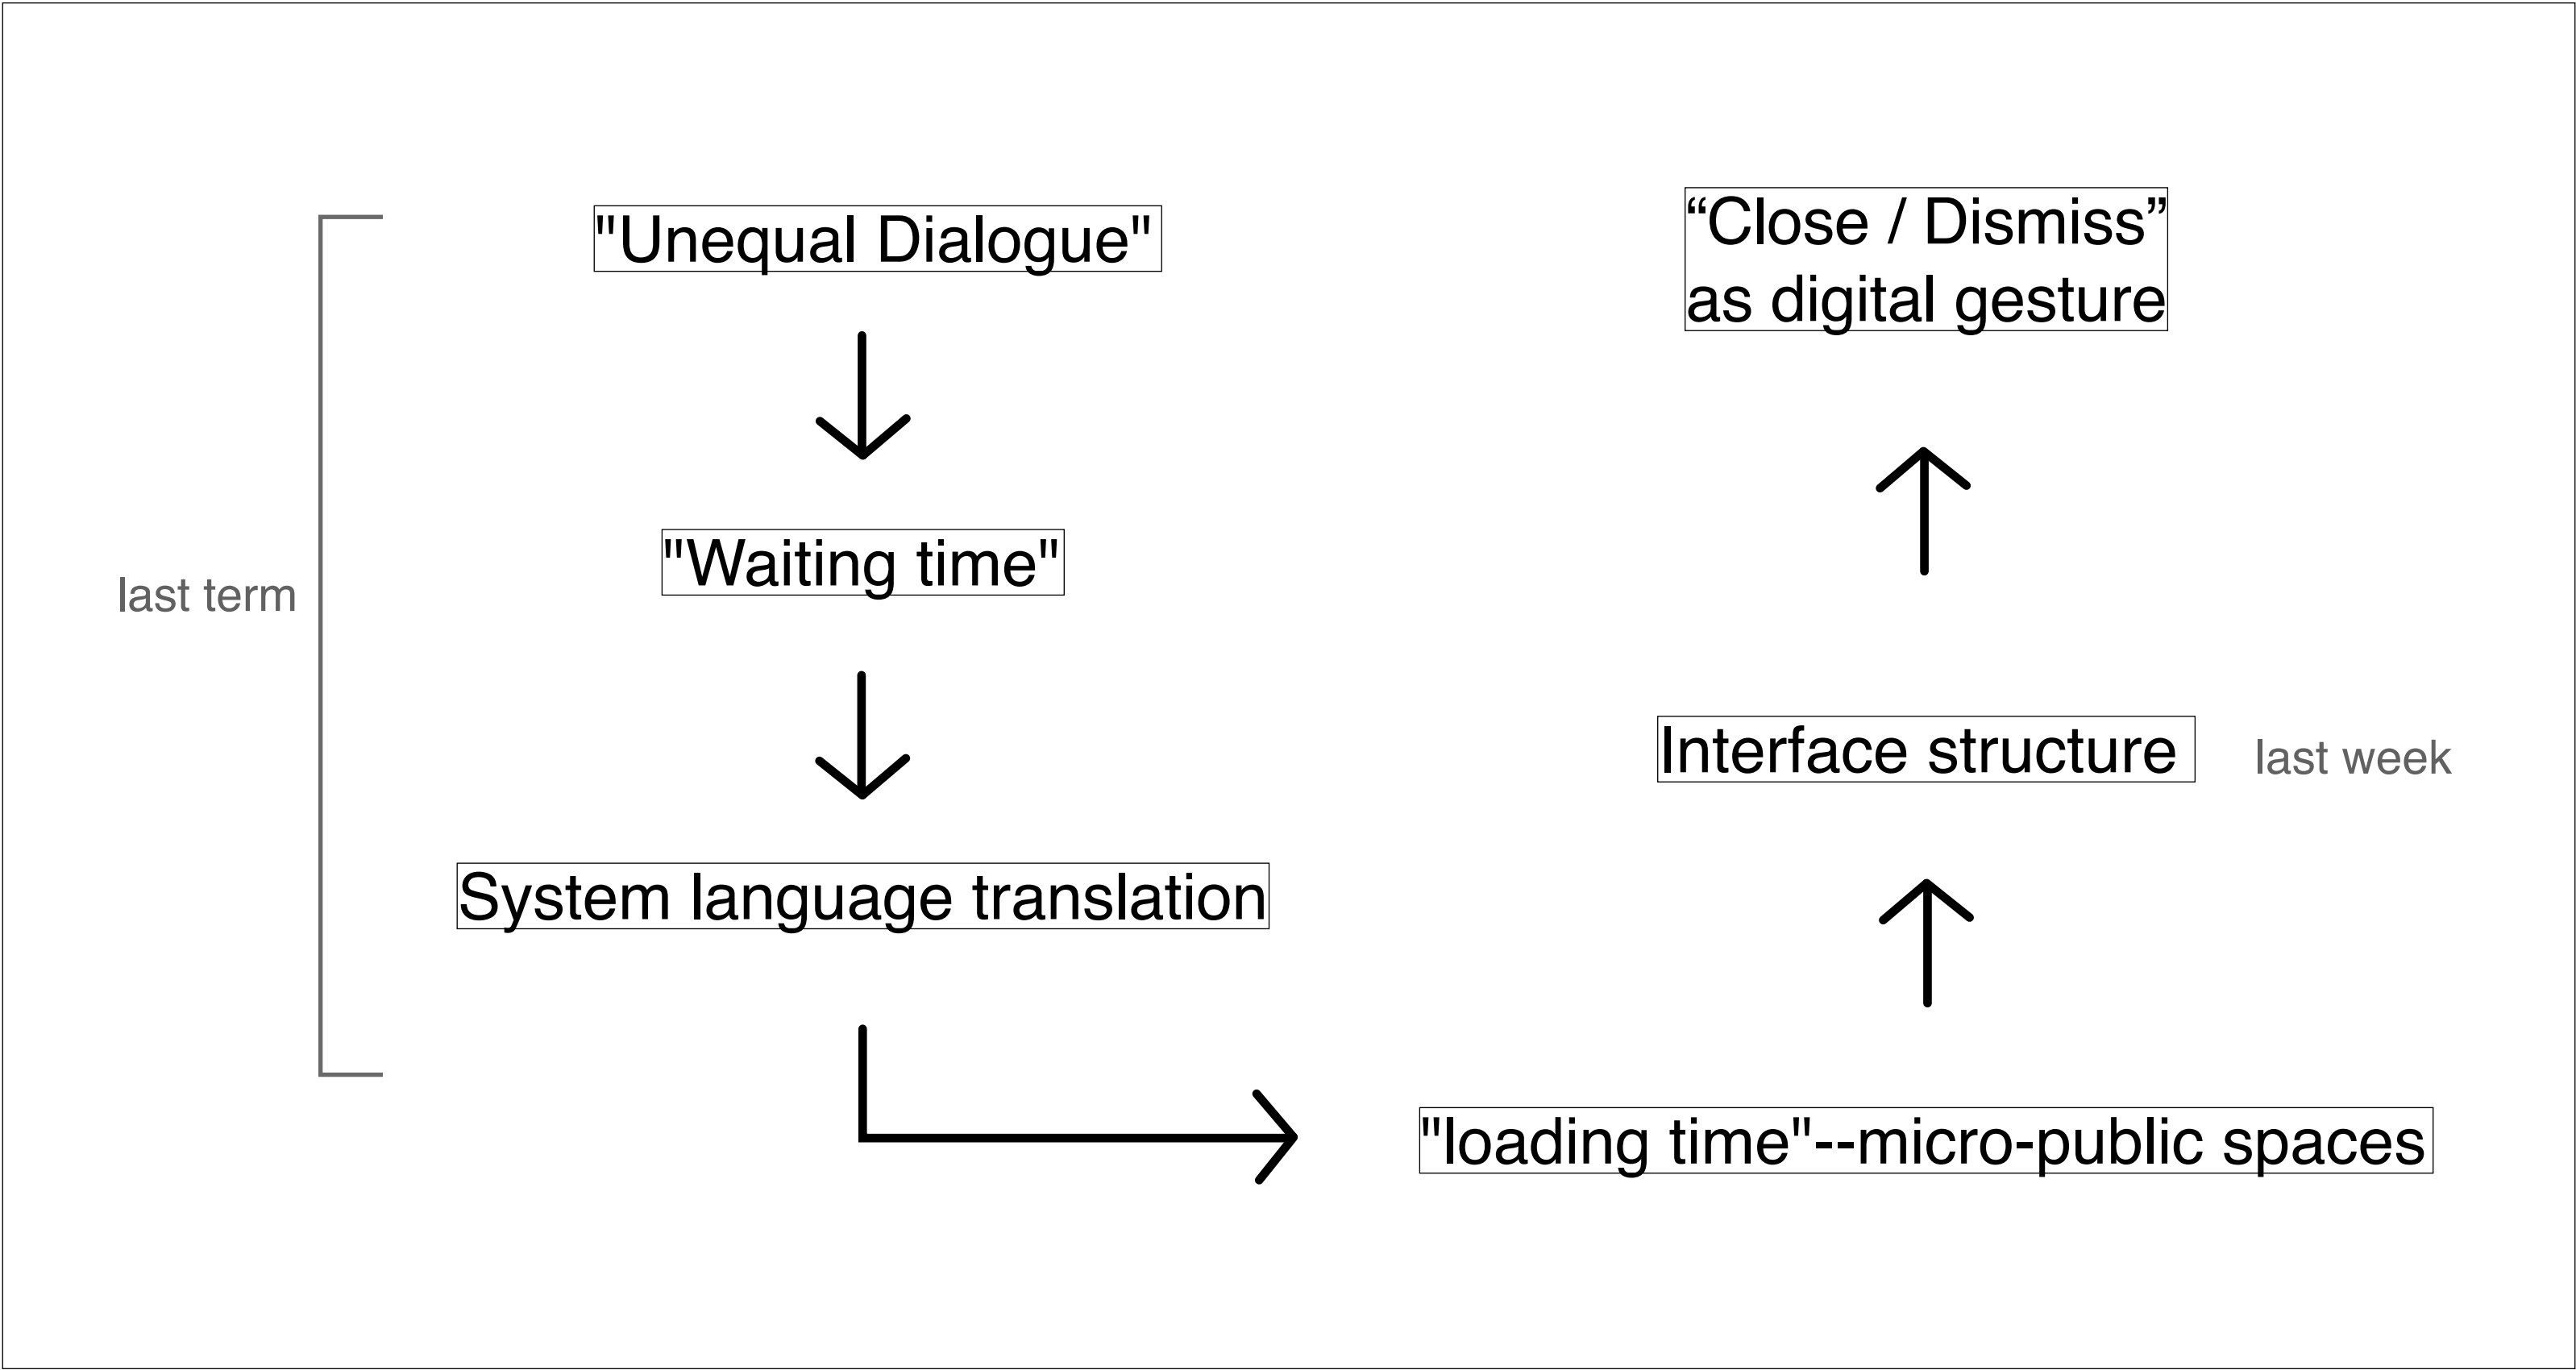 "Unequal Dialogue"
"Waiting time"
last term
System language translation
"loading time"--micro-public spaces
Interface structure
last week
“Close / Dismiss”
as digital gesture